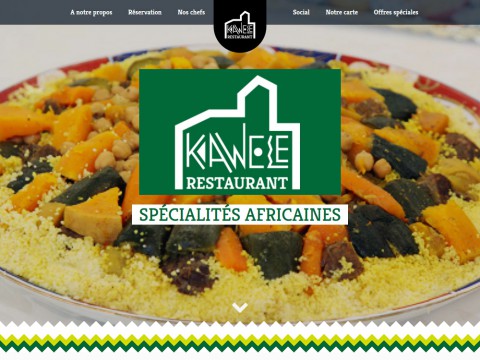 A notre propos Réservation Nos chefs KAWELE RESTAURANT Social Notre carte Offres spéciales
KAWELE
RESTAURANT
SPÉCIALITÉS AFRICAINES